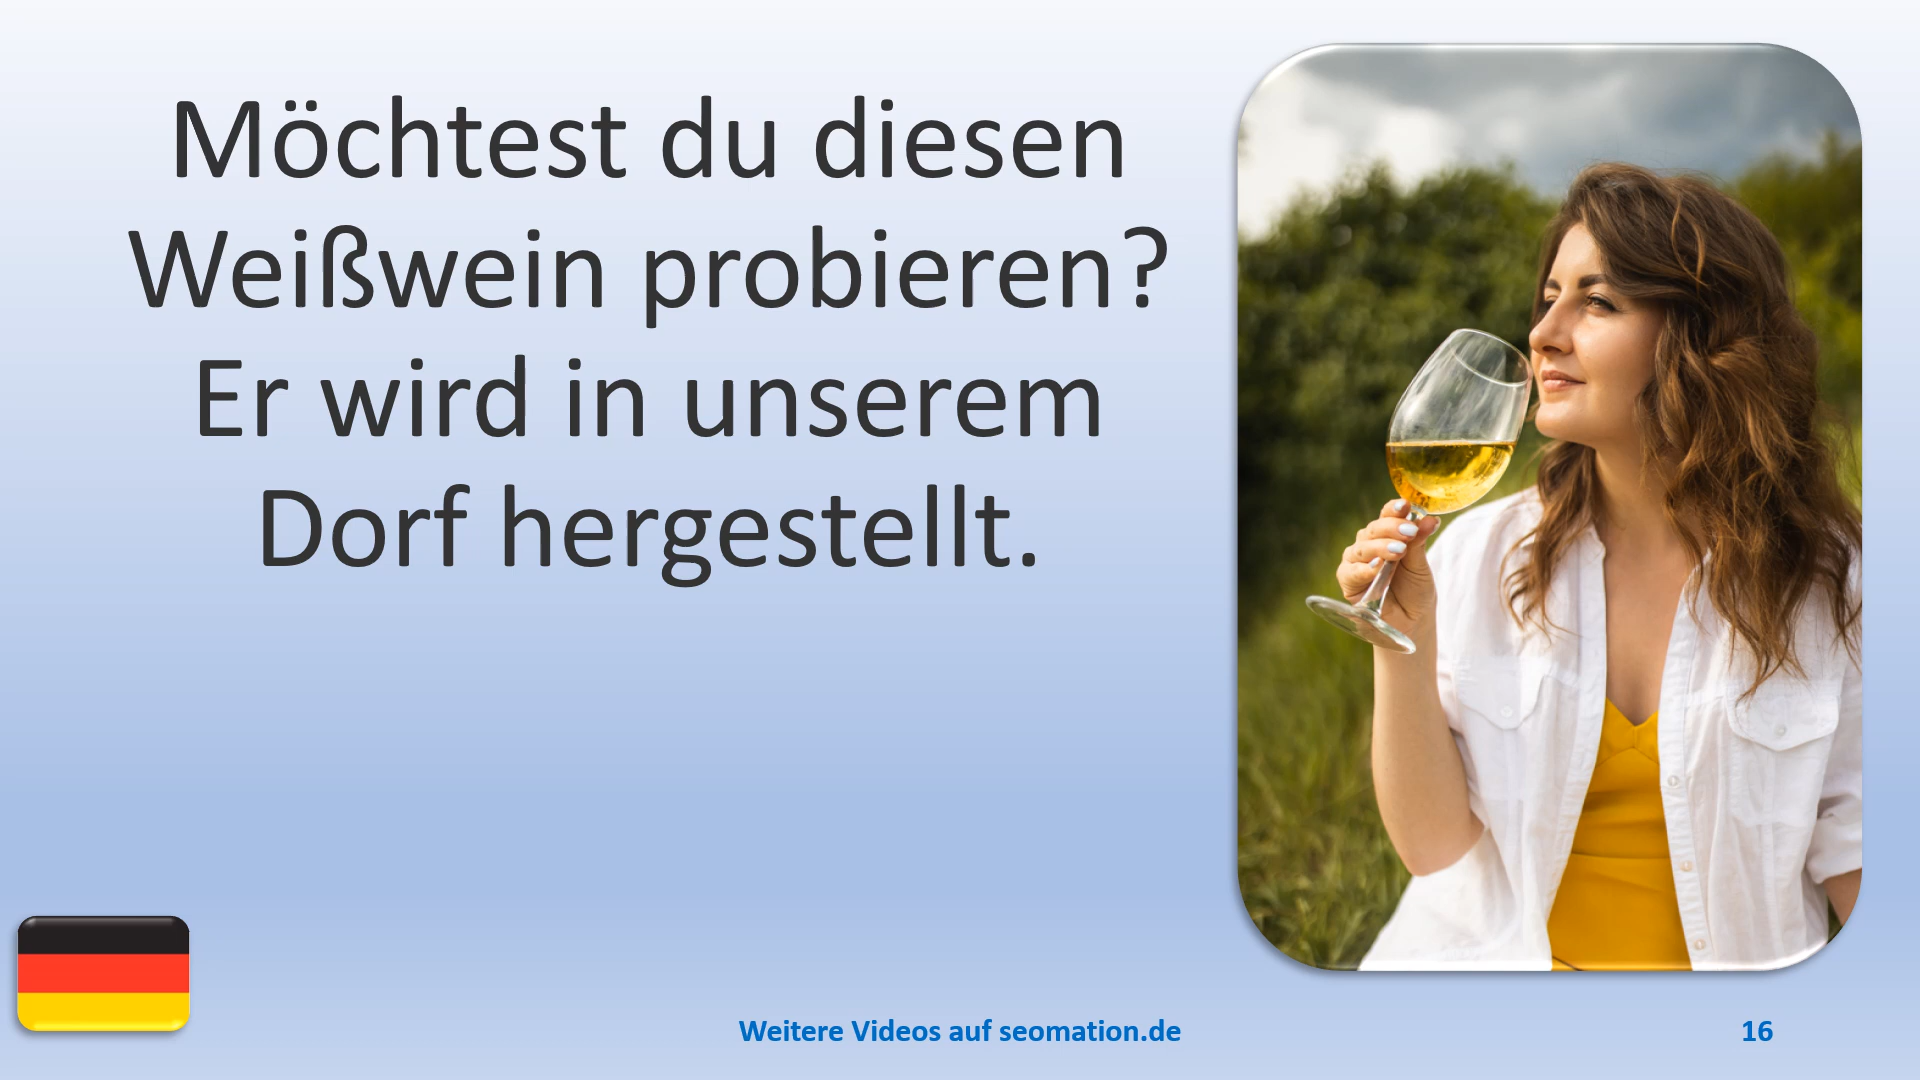 Möchtest du diesen
Weißwein probieren?
Er wird in unserem
Dorf hergestellt.
Weitere Videos auf seomation.de
16